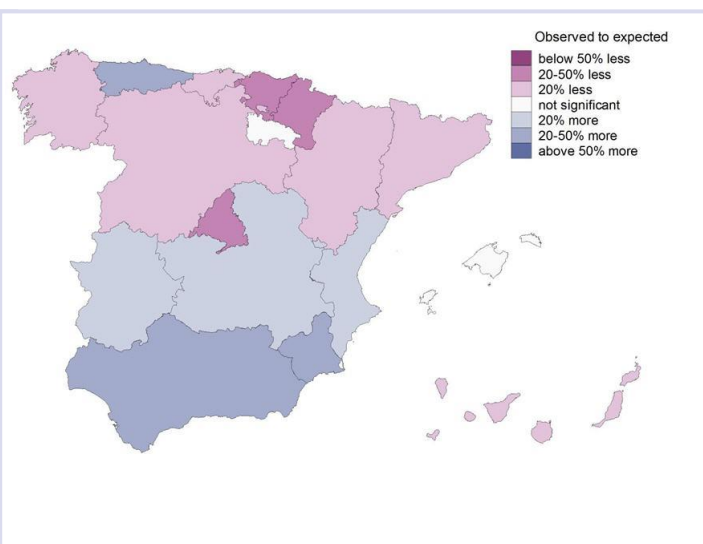 Observed to expected
below 50% less
20-50% less
20% less
not significant
20% more
20-50% more
above 50% more